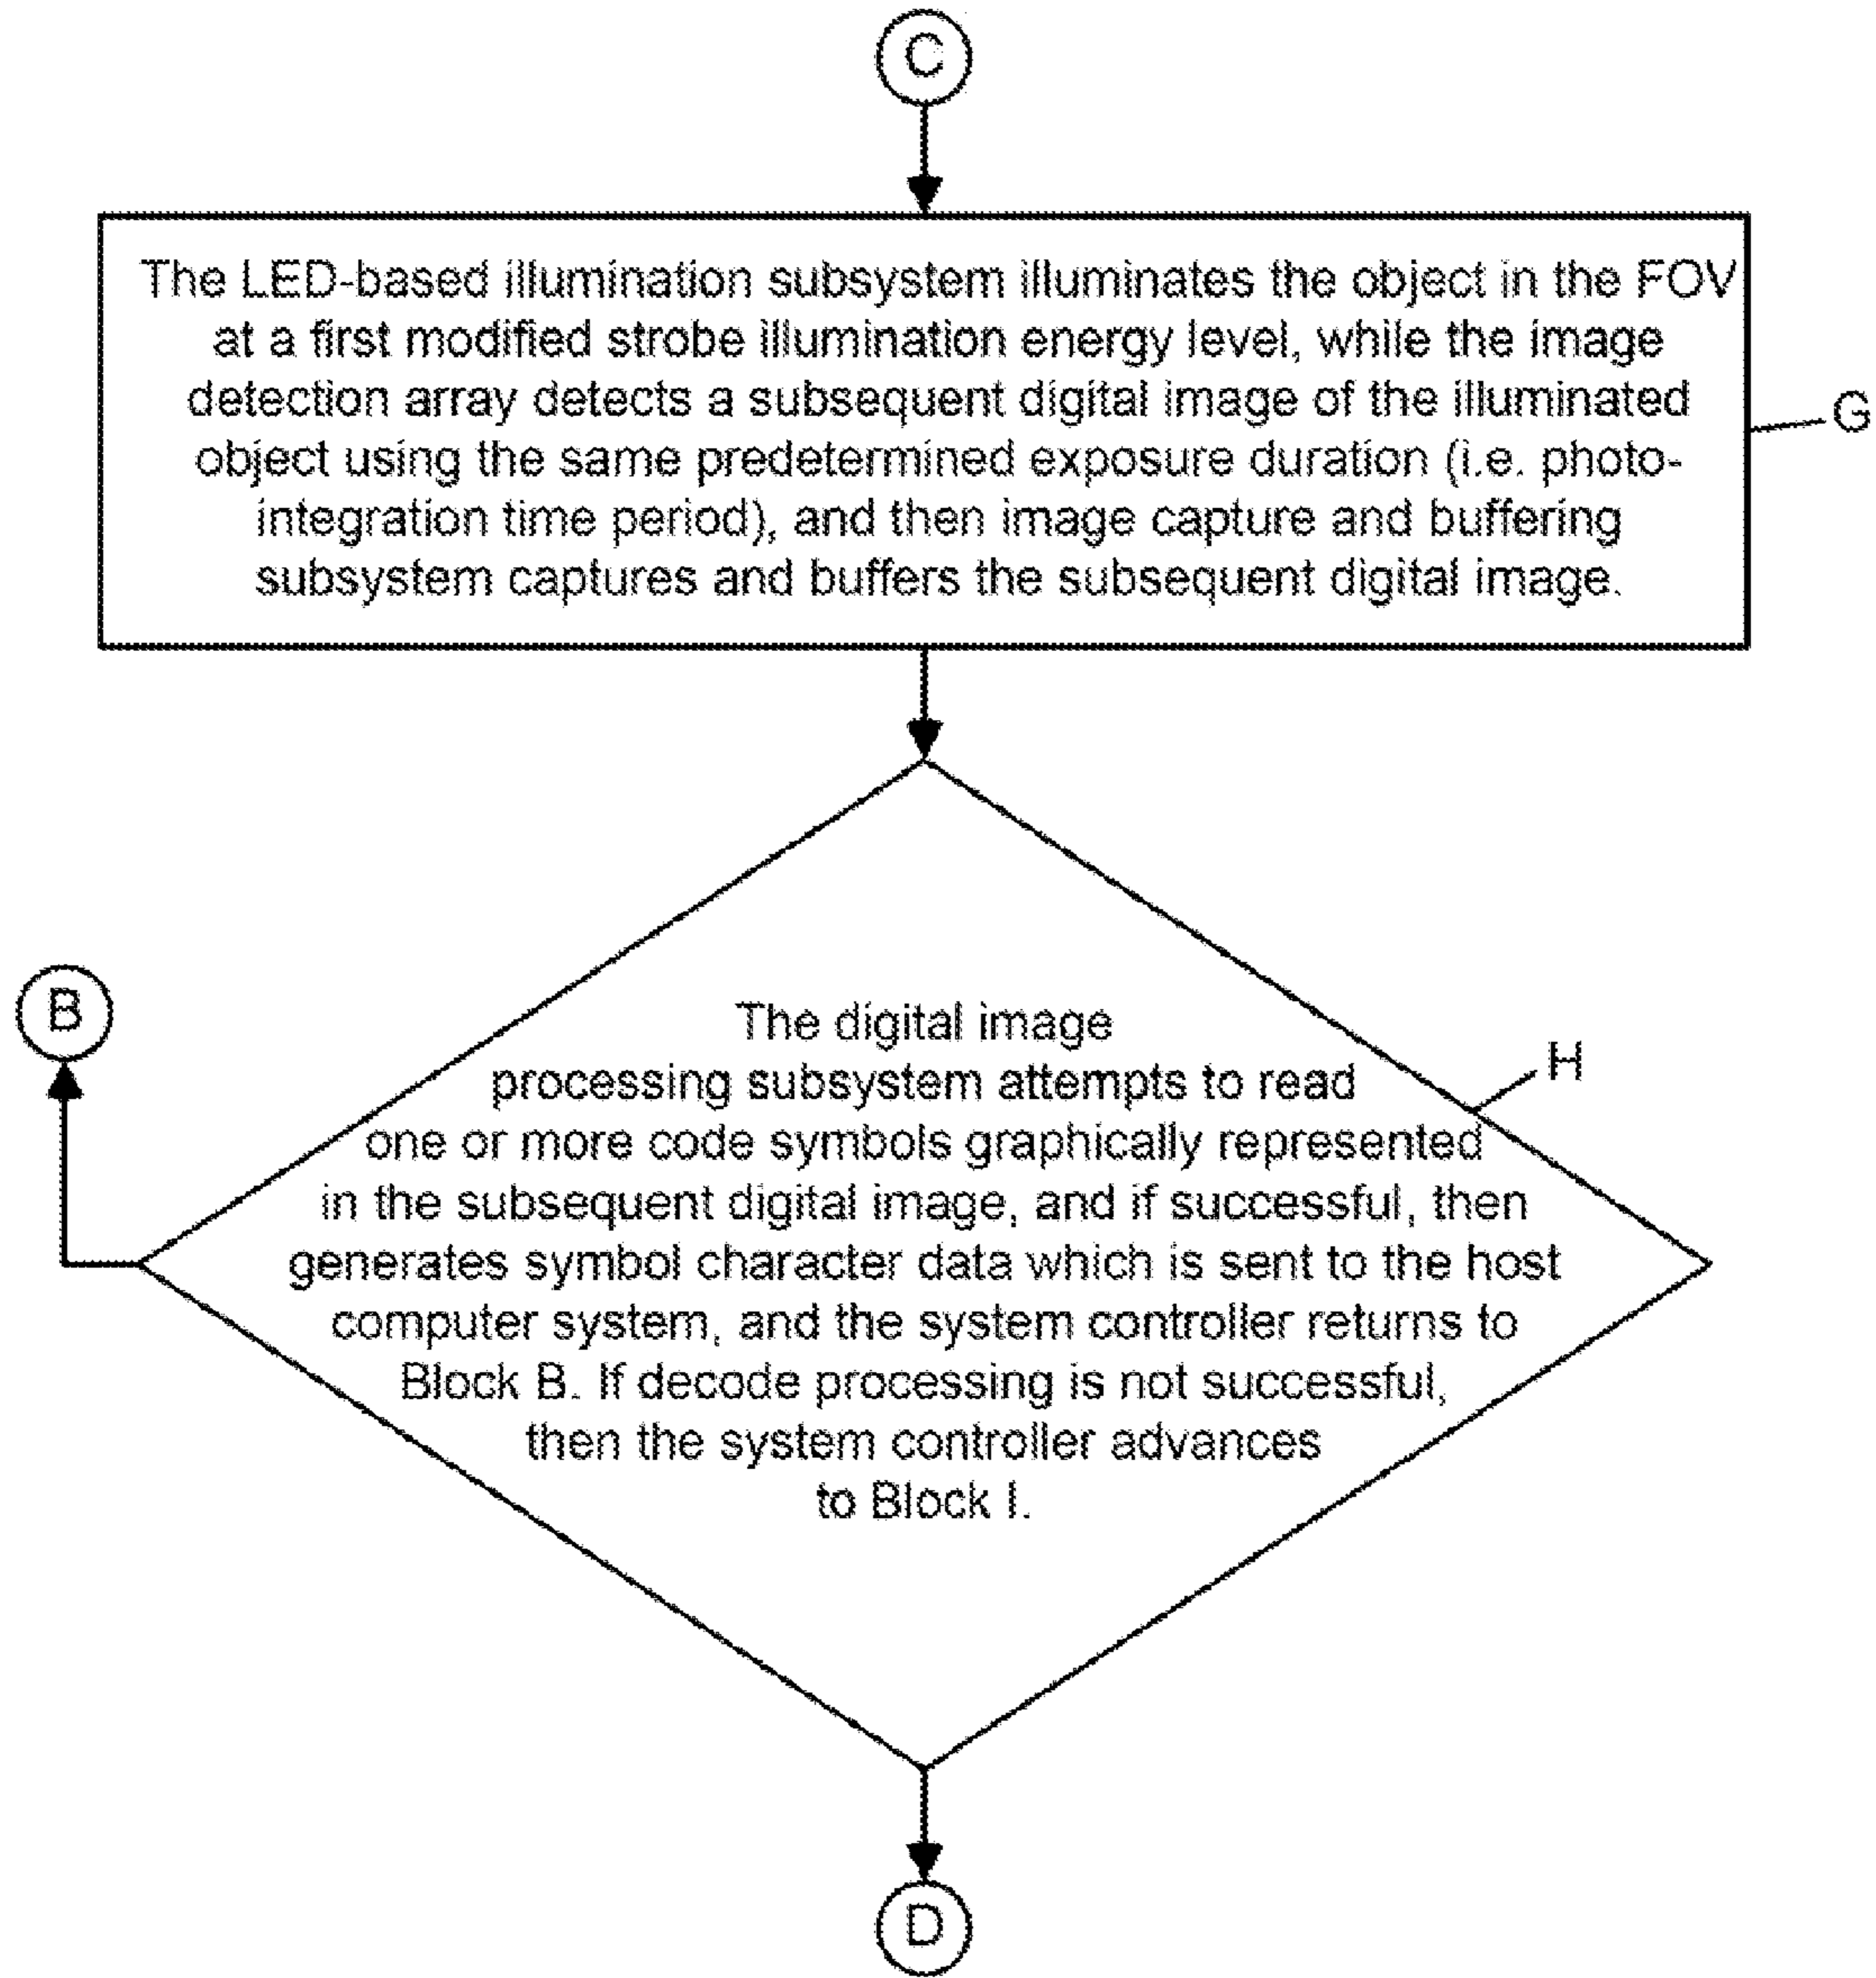 C
The LED-based illumination subsystem illuminates the object in the FOV
at a first modified strobe illumination energy level, while the image
detection array detects a subsequent digital image of the illuminated
object using the same predetermined exposure duration (i.e. photo-
integration time period), and then image capture and buffering
subsystem captures and buffers the subsequent digital image.
G
B
The digital image
processing subsystem attempts to read
one or more code symbols graphically represented
in the subsequent digital image, and if successful, then
generates symbol character data which is sent to the host
computer system, and the system controller returns to
Block B. If decode processing is not successful,
then the system controller advances
to Block I.
H
D